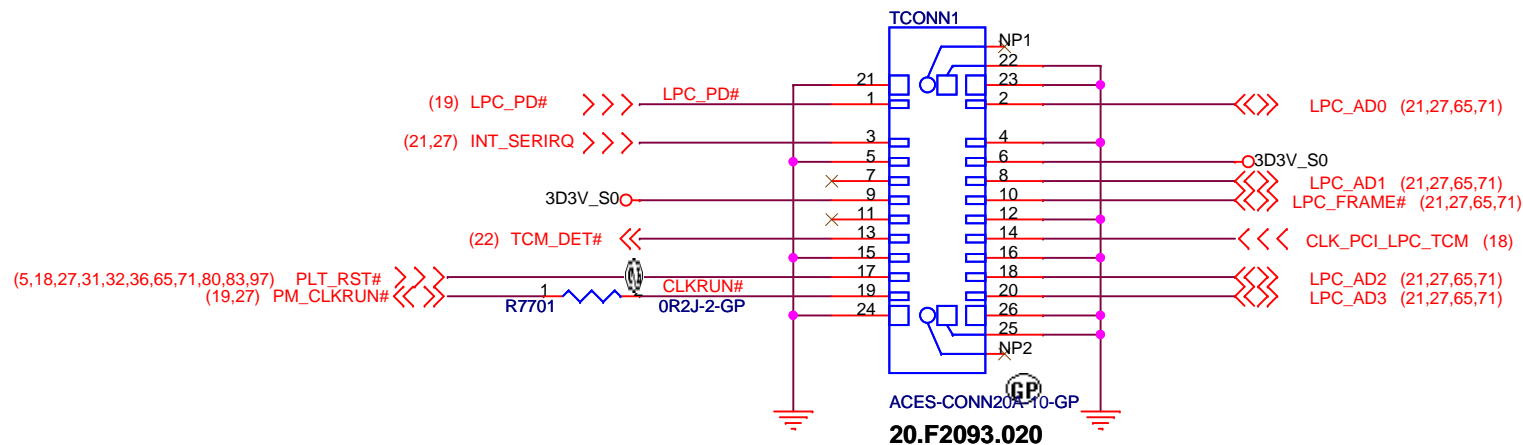 TCONN1
NP1
22
21 23
(19) LPC_PD# LPC_PD# 1 2 LPC_AD0 (21,27,65,71)
(21,27) INT_SERIRQ 3 4
5 6 3D3V_S0
7 8 LPC_AD1 (21,27,65,71)
3D3V_S0 9 10 LPC_FRAME# (21,27,65,71)
11 12
(22) TCM_DET# 13 14 CLK_PCI_LPC_TCM (18)
15 16
(5,18,27,31,32,36,65,71,80,83,97) PLT_RST# 17 18 LPC_AD2 (21,27,65,71)
(19,27) PM_CLKRUN# 1 CLKRUN# 19 20 LPC_AD3 (21,27,65,71)
R7701 0R2J-2-GP
24 26
25
NP2
GP
ACES-CONN20A-10-GP
20.F2093.020